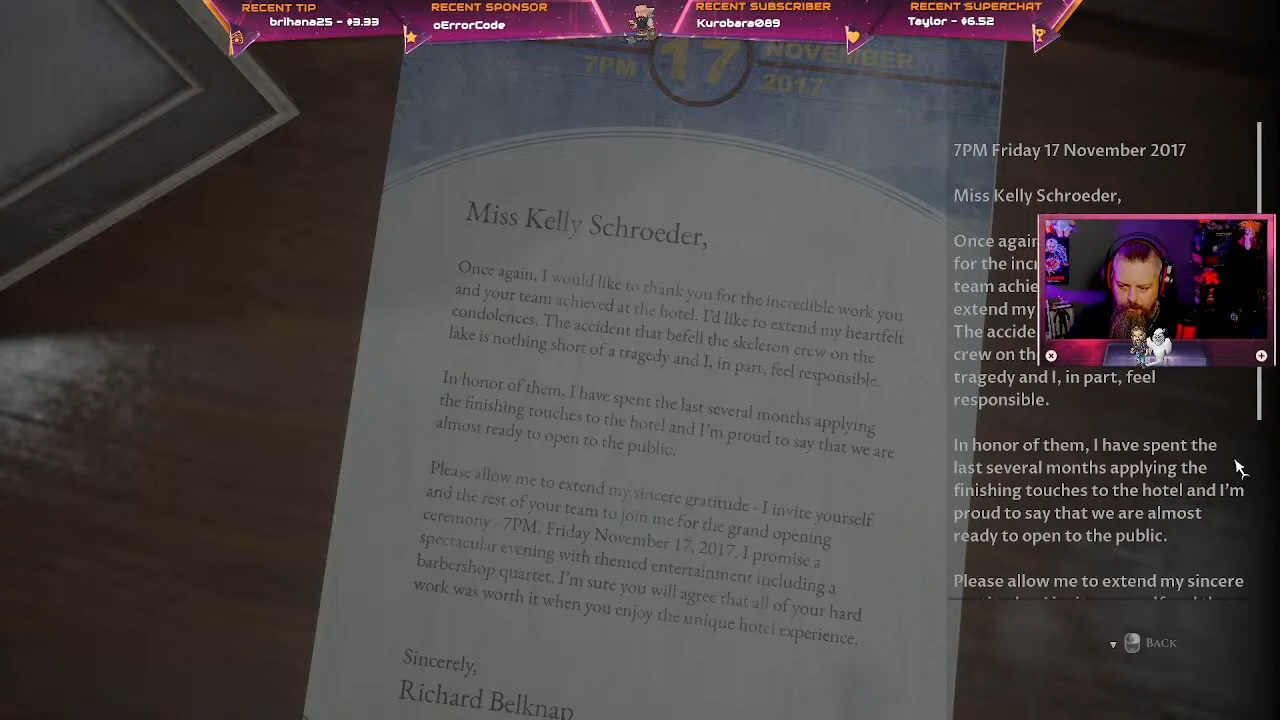 RECENT TIP
brihana25 - $3.33
RECENT SPONSOR
oErrorCode
RECENT SUBSCRIBER
Kurobara089
RECENT SUPERCHAT
Taylor - $6.52
7PM 17 NOVEMBER 2017
Miss Kelly Schroeder,
Once again, I would like to thank you for the incredible work you
and your team achieved at the hotel. I'd like to extend my heartfelt
condolences. The accident that befell the skeleton crew on the
lake is nothing short of a tragedy and I, in part, feel responsible.
In honor of them, I have spent the last several months applying
the finishing touches to the hotel and I'm proud to say that we are
almost ready to open to the public.
Please allow me to extend my sincere gratitude - I invite yourself
and the rest of your team to join me for the grand opening
ceremony - 7PM, Friday November 17, 2017. I promise a
spectacular evening with themed entertainment including a
barbershop quartet. I'm sure you will agree that all of your hard
work was worth it when you enjoy the unique hotel experience.
Sincerely,
Richard Belknap
7PM Friday 17 November 2017
Miss Kelly Schroeder,
Once again
for the incr
team achie
extend my
The accide
crew on th
tragedy and I, in part, feel
responsible.
In honor of them, I have spent the
last several months applying the
finishing touches to the hotel and I'm
proud to say that we are almost
ready to open to the public.
Please allow me to extend my sincere
BACK